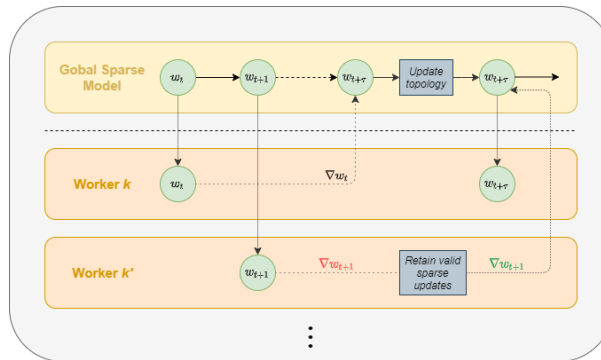 Gobal Sparse
Model
w_t
w_{t+1}
w_{t+τ}
Update
topology
w_{t+τ}
Worker k
w_t
∇w_t
w_{t+τ}
Worker k'
w_{t+1}
∇w_{t+1}
Retain valid
sparse
updates
∇w_{t+1}